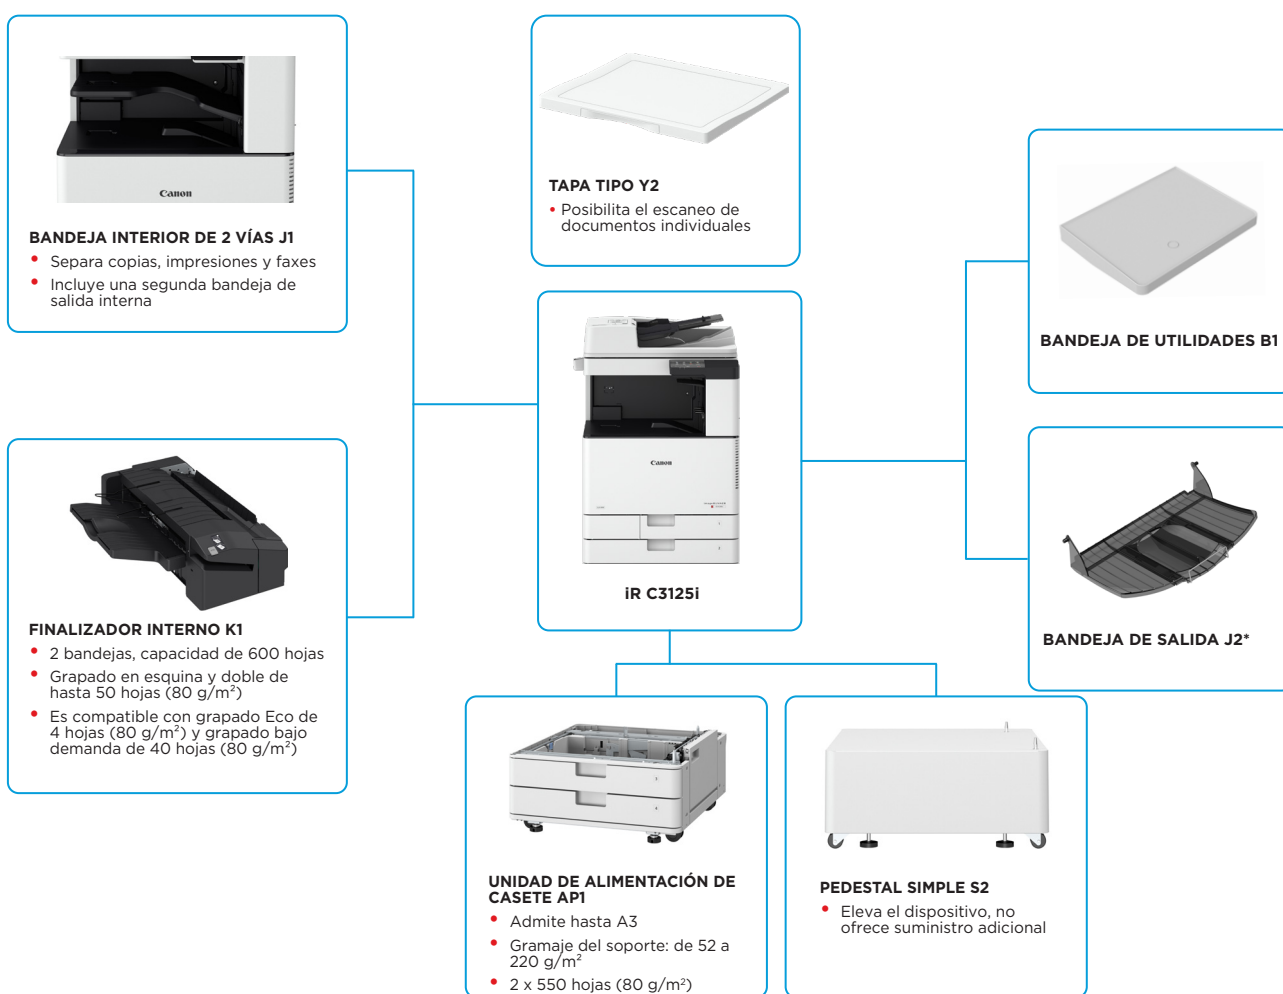 Canon
BANDEJA INTERIOR DE 2 VÍAS J1
• Separa copias, impresiones y faxes
• Incluye una segunda bandeja de
salida interna
TAPA TIPO Y2
• Posibilita el escaneo de
documentos individuales
BANDEJA DE UTILIDADES B1
Canon
iR C3125i
FINALIZADOR INTERNO K1
• 2 bandejas, capacidad de 600 hojas
• Grapado en esquina y doble de
hasta 50 hojas (80 g/m²)
• Es compatible con grapado Eco de
4 hojas (80 g/m²) y grapado bajo
demanda de 40 hojas (80 g/m²)
BANDEJA DE SALIDA J2*
UNIDAD DE ALIMENTACIÓN DE
CASETE AP1
• Admite hasta A3
• Gramaje del soporte: de 52 a
220 g/m²
• 2 x 550 hojas (80 g/m²)
PEDESTAL SIMPLE S2
• Eleva el dispositivo, no
ofrece suministro adicional